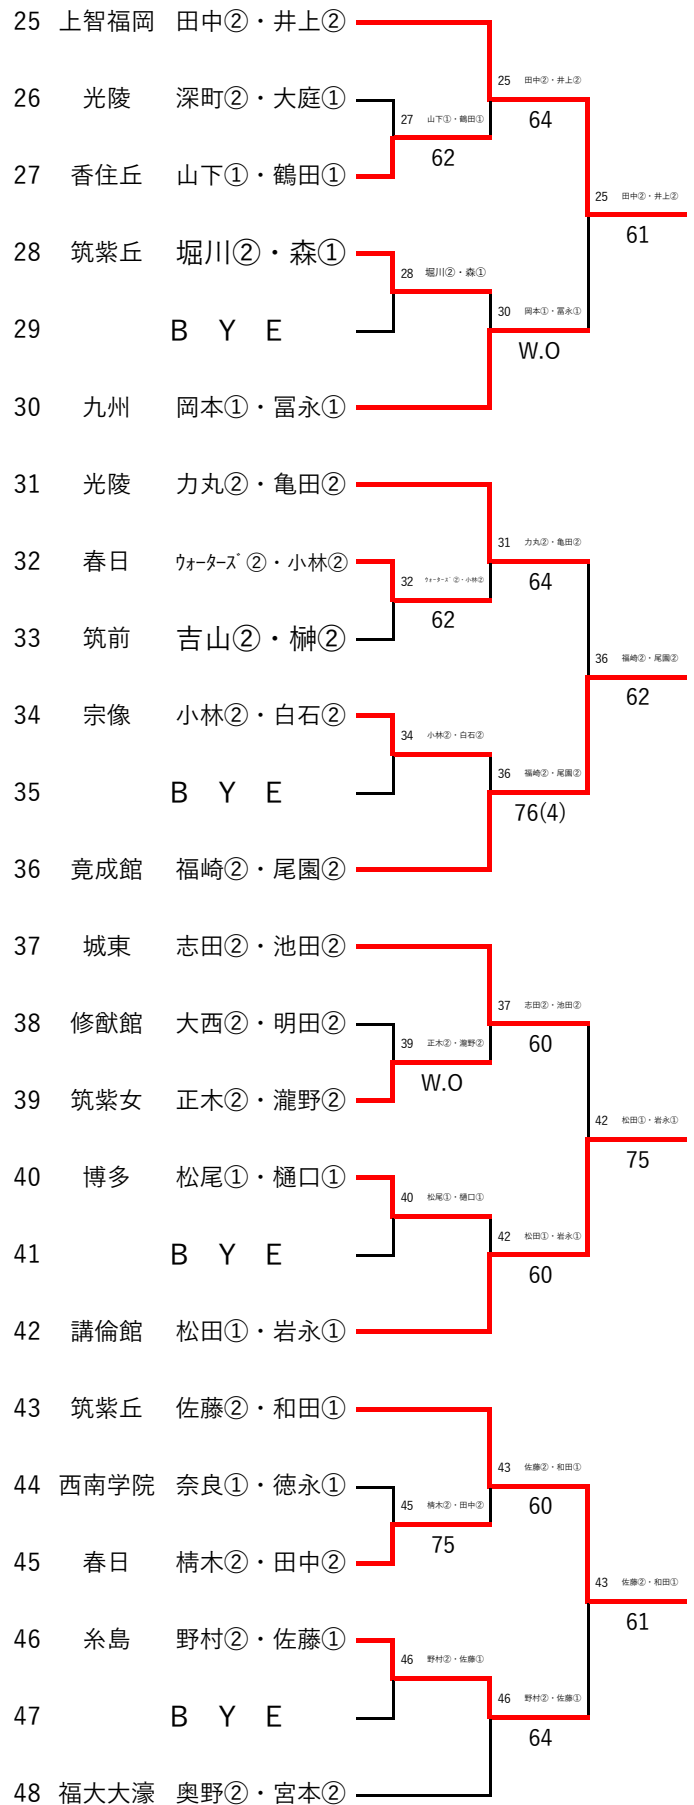 25 上智福岡 田中②・井上②
25 田中②・井上②
26 光陵 深町②・大庭①
64
27 山下①・鶴田①
62
27 香住丘 山下①・鶴田①
25 田中②・井上②
61
28 筑紫丘 堀川②・森①
28 堀川②・森①
30 岡本①・冨永①
29 BYE
W.O
30 九州 岡本①・冨永①
31 光陵 力丸②・亀田②
31 力丸②・亀田②
32 春日 ウォーターズ②・小林②
64
32 ウォーターズ②・小林②
62
33 筑前 吉山②・榊②
36 福崎②・尾園②
62
34 宗像 小林②・白石②
34 小林②・白石②
36 福崎②・尾園②
35 BYE
76(4)
36 竟成館 福崎②・尾園②
37 城東 志田②・池田②
37 志田②・池田②
38 修猷館 大西②・明田②
60
39 正木②・瀧野②
W.O
39 筑紫女 正木②・瀧野②
42 松田①・岩永①
75
40 博多 松尾①・樋口①
40 松尾①・樋口①
42 松田①・岩永①
41 BYE
60
42 講倫館 松田①・岩永①
43 筑紫丘 佐藤②・和田①
43 佐藤②・和田①
44 西南学院 奈良①・徳永①
60
45 楕木②・田中②
75
45 春日 楕木②・田中②
43 佐藤②・和田①
61
46 糸島 野村②・佐藤①
46 野村②・佐藤①
46 野村②・佐藤①
47 BYE
64
48 福大大濠 奥野②・宮本②